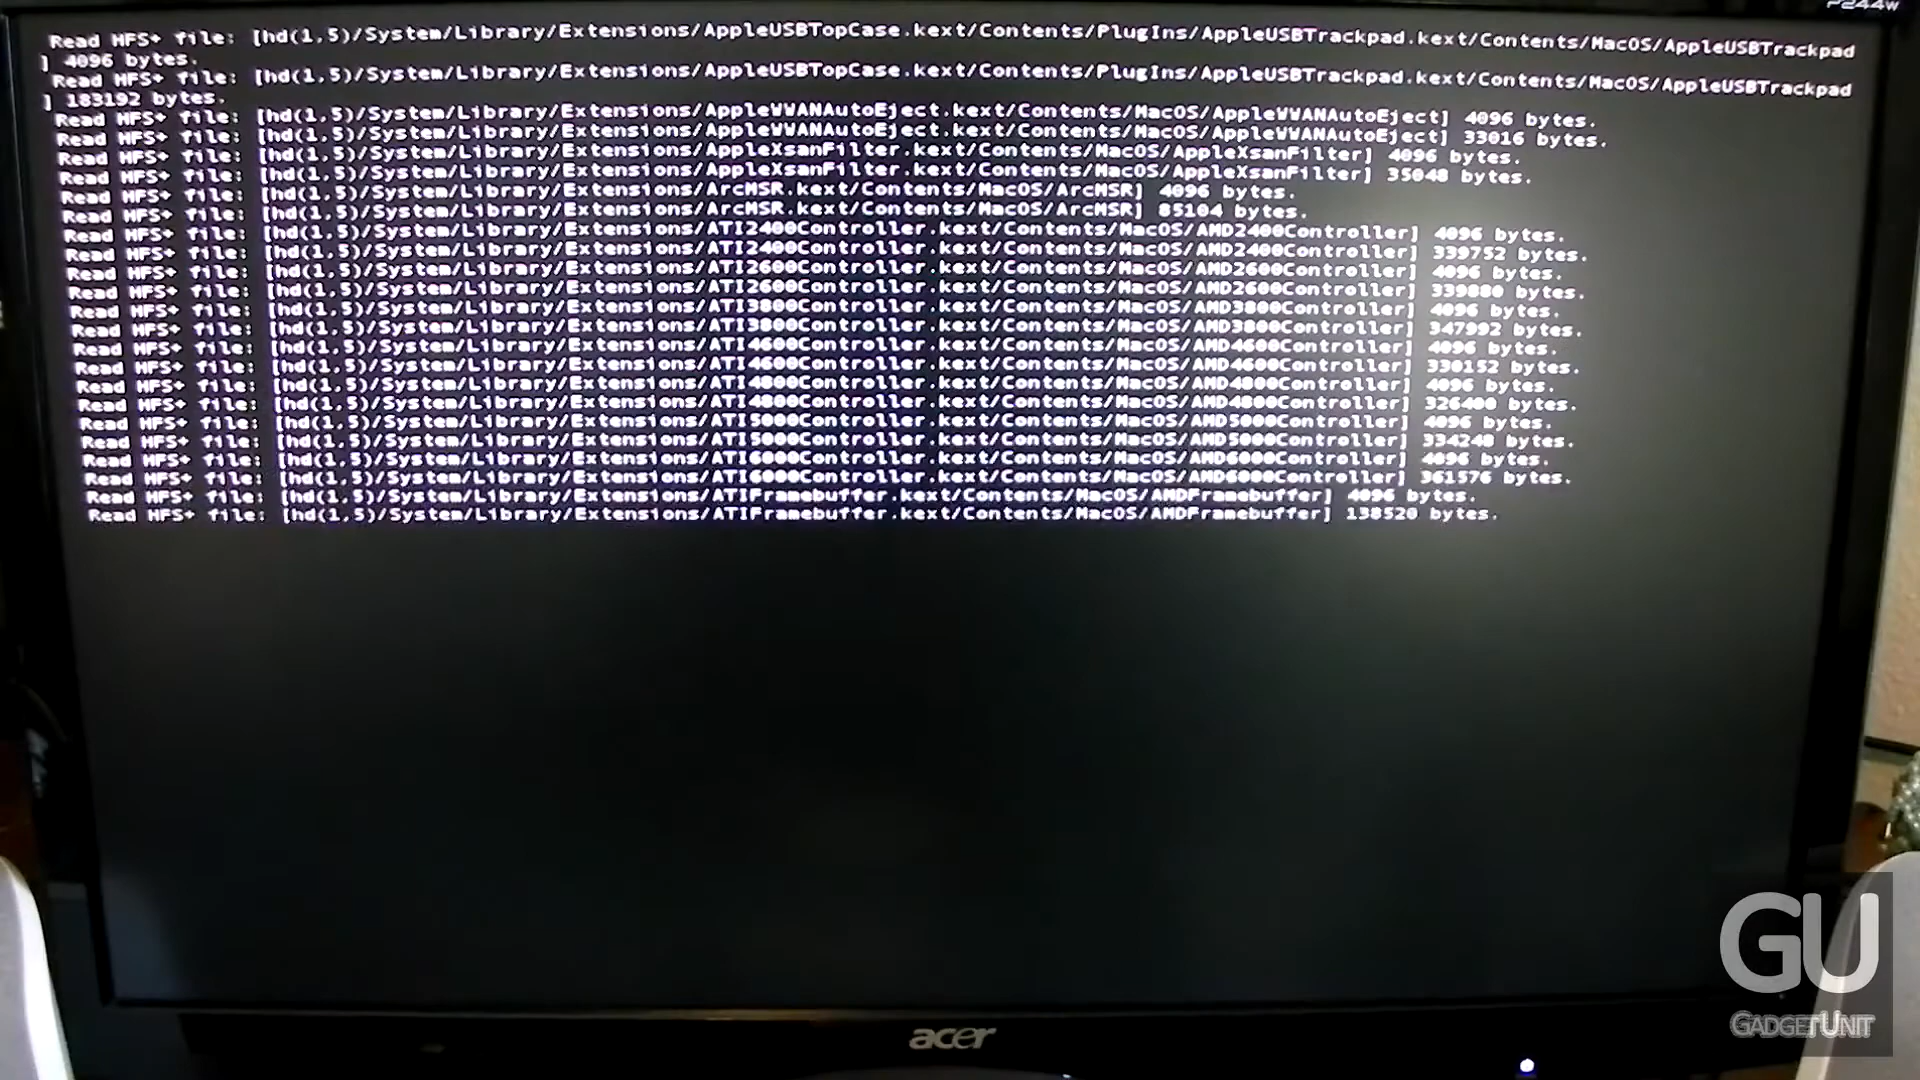 P244W
Read HFS+ file: [hd(1,5)/System/Library/Extensions/AppleUSBTopCase.kext/Contents/PlugIns/AppleUSBTrackpad.kext/Contents/MacOS/AppleUSBTrackpad
] 4096 bytes.
Read HFS+ file: [hd(1,5)/System/Library/Extensions/AppleUSBTopCase.kext/Contents/PlugIns/AppleUSBTrackpad.kext/Contents/MacOS/AppleUSBTrackpad
] 183192 bytes.
Read HFS+ file: [hd(1,5)/System/Library/Extensions/AppleWWANAutoEject.kext/Contents/MacOS/AppleWWANAutoEject] 4096 bytes.
Read HFS+ file: [hd(1,5)/System/Library/Extensions/AppleWWANAutoEject.kext/Contents/MacOS/AppleWWANAutoEject] 33016 bytes.
Read HFS+ file: [hd(1,5)/System/Library/Extensions/AppleXsanFilter.kext/Contents/MacOS/AppleXsanFilter] 4096 bytes.
Read HFS+ file: [hd(1,5)/System/Library/Extensions/AppleXsanFilter.kext/Contents/MacOS/AppleXsanFilter] 35048 bytes.
Read HFS+ file: [hd(1,5)/System/Library/Extensions/ArcMSR.kext/Contents/MacOS/ArcMSR] 4096 bytes.
Read HFS+ file: [hd(1,5)/System/Library/Extensions/ArcMSR.kext/Contents/MacOS/ArcMSR] 85104 bytes.
Read HFS+ file: [hd(1,5)/System/Library/Extensions/ATI2400Controller.kext/Contents/MacOS/AMD2400Controller] 4096 bytes.
Read HFS+ file: [hd(1,5)/System/Library/Extensions/ATI2400Controller.kext/Contents/MacOS/AMD2400Controller] 339752 bytes.
Read HFS+ file: [hd(1,5)/System/Library/Extensions/ATI2600Controller.kext/Contents/MacOS/AMD2600Controller] 4096 bytes.
Read HFS+ file: [hd(1,5)/System/Library/Extensions/ATI2600Controller.kext/Contents/MacOS/AMD2600Controller] 339880 bytes.
Read HFS+ file: [hd(1,5)/System/Library/Extensions/ATI3800Controller.kext/Contents/MacOS/AMD3800Controller] 4096 bytes.
Read HFS+ file: [hd(1,5)/System/Library/Extensions/ATI3800Controller.kext/Contents/MacOS/AMD3800Controller] 347992 bytes.
Read HFS+ file: [hd(1,5)/System/Library/Extensions/ATI4600Controller.kext/Contents/MacOS/AMD4600Controller] 4096 bytes.
Read HFS+ file: [hd(1,5)/System/Library/Extensions/ATI4600Controller.kext/Contents/MacOS/AMD4600Controller] 330152 bytes.
Read HFS+ file: [hd(1,5)/System/Library/Extensions/ATI4800Controller.kext/Contents/MacOS/AMD4800Controller] 4096 bytes.
Read HFS+ file: [hd(1,5)/System/Library/Extensions/ATI4800Controller.kext/Contents/MacOS/AMD4800Controller] 326400 bytes.
Read HFS+ file: [hd(1,5)/System/Library/Extensions/ATI5000Controller.kext/Contents/MacOS/AMD5000Controller] 4096 bytes.
Read HFS+ file: [hd(1,5)/System/Library/Extensions/ATI5000Controller.kext/Contents/MacOS/AMD5000Controller] 334248 bytes.
Read HFS+ file: [hd(1,5)/System/Library/Extensions/ATI6000Controller.kext/Contents/MacOS/AMD6000Controller] 4096 bytes.
Read HFS+ file: [hd(1,5)/System/Library/Extensions/ATI6000Controller.kext/Contents/MacOS/AMD6000Controller] 361576 bytes.
Read HFS+ file: [hd(1,5)/System/Library/Extensions/ATIFramebuffer.kext/Contents/MacOS/AMDFramebuffer] 4096 bytes.
Read HFS+ file: [hd(1,5)/System/Library/Extensions/ATIFramebuffer.kext/Contents/MacOS/AMDFramebuffer] 138520 bytes.
GU
GADGETUNIT
acer